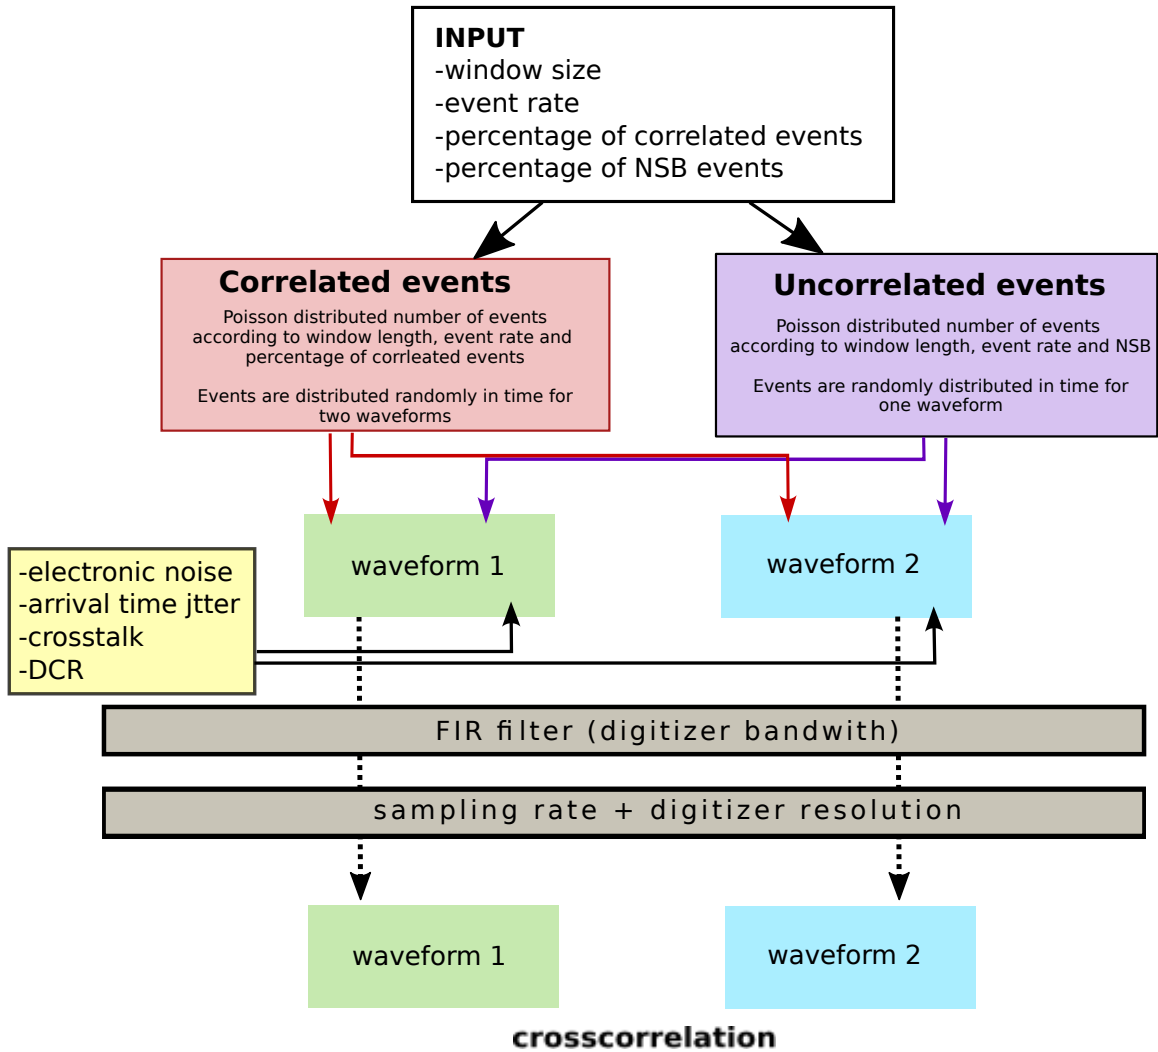 INPUT
-window size
-event rate
-percentage of correlated events
-percentage of NSB events
Correlated events
Poisson distributed number of events
according to window length, event rate and
percentage of corrleated events
Events are distributed randomly in time for
two waveforms
Uncorrelated events
Poisson distributed number of events
according to window length, event rate and NSB
Events are randomly distributed in time for
one waveform
waveform 1
waveform 2
-electronic noise
-arrival time jtter
-crosstalk
-DCR
FIR filter (digitizer bandwith)
sampling rate + digitizer resolution
waveform 1
waveform 2
crosscorrelation